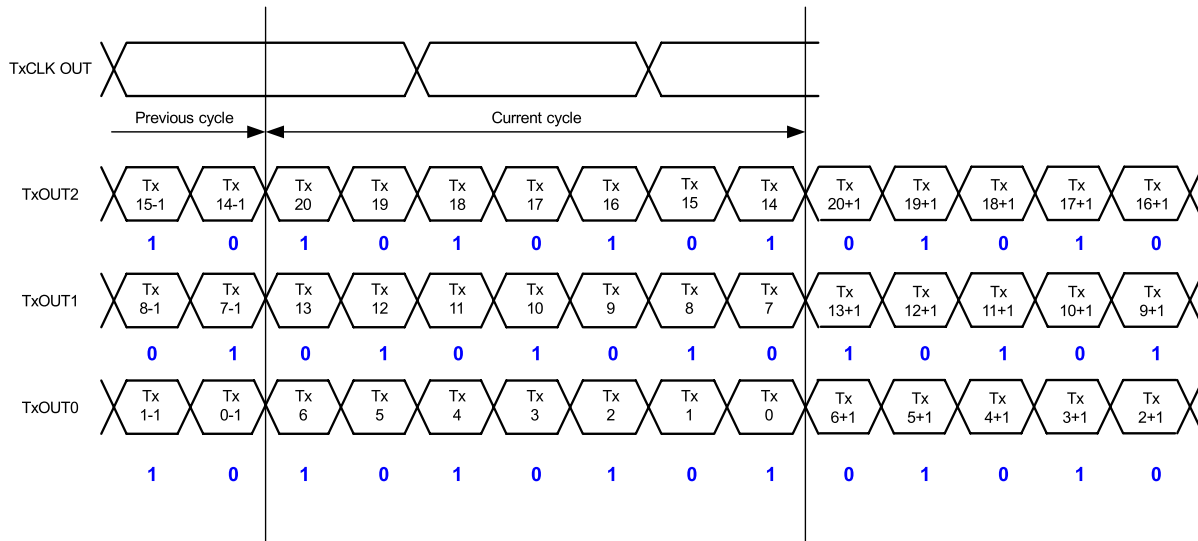 TxCLK OUT
Previous cycle
Current cycle
TxOUT2
Tx 15-1
Tx 14-1
Tx 20
Tx 19
Tx 18
Tx 17
Tx 16
Tx 15
Tx 14
Tx 20+1
Tx 19+1
Tx 18+1
Tx 17+1
Tx 16+1
1 0 1 0 1 0 1 0 1 0 1 0 1 0
TxOUT1
Tx 8-1
Tx 7-1
Tx 13
Tx 12
Tx 11
Tx 10
Tx 9
Tx 8
Tx 7
Tx 13+1
Tx 12+1
Tx 11+1
Tx 10+1
Tx 9+1
0 1 0 1 0 1 0 1 0 1 0 1 0 1
TxOUT0
Tx 1-1
Tx 0-1
Tx 6
Tx 5
Tx 4
Tx 3
Tx 2
Tx 1
Tx 0
Tx 6+1
Tx 5+1
Tx 4+1
Tx 3+1
Tx 2+1
1 0 1 0 1 0 1 0 1 0 1 0 1 0